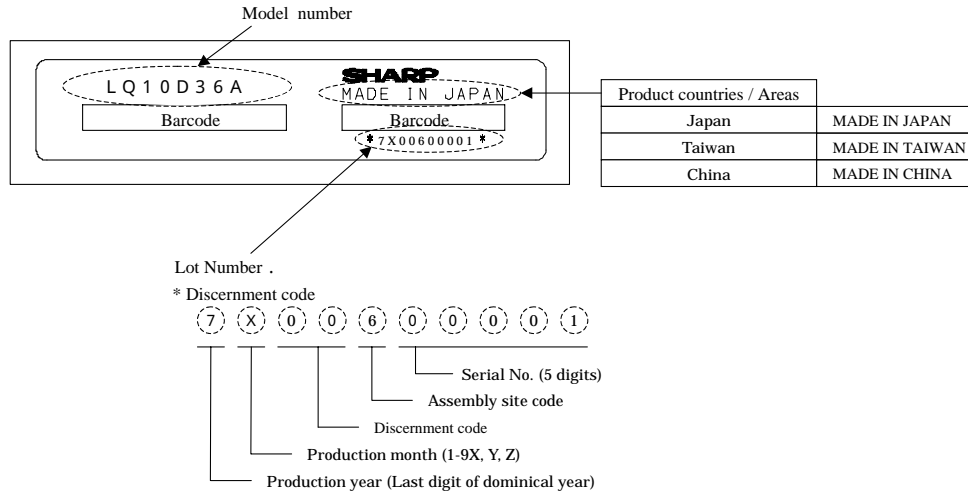 Model number
LQ10D36A
SHARP
MADE IN JAPAN
Barcode
Barcode
*7X00600001*
Product countries / Areas
Japan MADE IN JAPAN
Taiwan MADE IN TAIWAN
China MADE IN CHINA
Lot Number .
* Discernment code
7 X 0 0 6 0 0 0 0 1
Serial No. (5 digits)
Assembly site code
Discernment code
Production month (1-9X, Y, Z)
Production year (Last digit of dominical year)